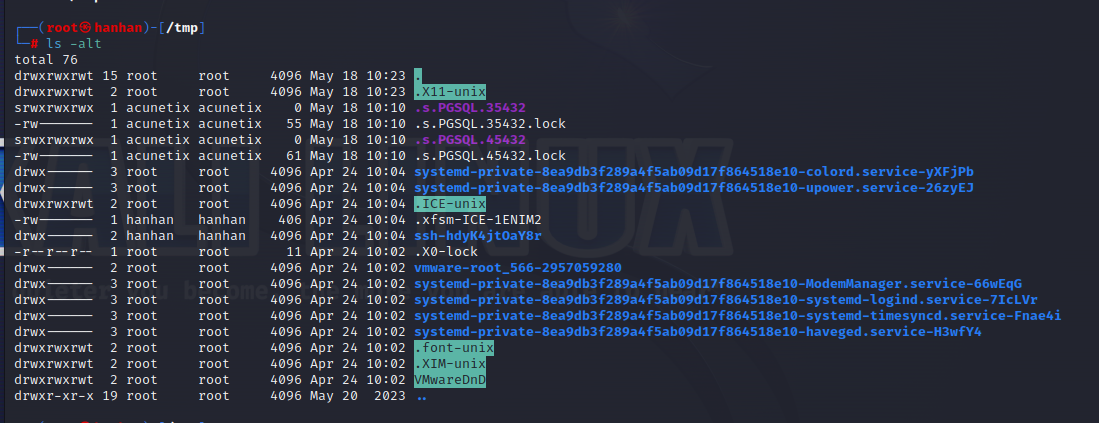 ┌──(root㉿hanhan)-[/tmp]
└─# ls -alt
total 76
drwxrwxrwt 15 root     root      4096 May 18 10:23 .
drwxrwxrwt  2 root     root      4096 May 18 10:23 .X11-unix
srwxrwxrwx  1 acunetix acunetix     0 May 18 10:10 .s.PGSQL.35432
-rw-------  1 acunetix acunetix    55 May 18 10:10 .s.PGSQL.35432.lock
srwxrwxrwx  1 acunetix acunetix     0 May 18 10:10 .s.PGSQL.45432
-rw-------  1 acunetix acunetix    61 May 18 10:10 .s.PGSQL.45432.lock
drwx------  3 root     root      4096 Apr 24 10:04 systemd-private-8ea9db3f289a4f5ab09d17f864518e10-colord.service-yXFjPb
drwx------  3 root     root      4096 Apr 24 10:04 systemd-private-8ea9db3f289a4f5ab09d17f864518e10-upower.service-26zyEJ
drwxrwxrwt  2 root     root      4096 Apr 24 10:04 .ICE-unix
-rw-------  1 hanhan   hanhan     406 Apr 24 10:04 .xfsm-ICE-1ENIM2
drwx------  2 hanhan   hanhan    4096 Apr 24 10:04 ssh-hdyK4jtOaY8r
-r--r--r--  1 root     root        11 Apr 24 10:02 .X0-lock
drwx------  2 root     root      4096 Apr 24 10:02 vmware-root_566-2957059280
drwx------  3 root     root      4096 Apr 24 10:02 systemd-private-8ea9db3f289a4f5ab09d17f864518e10-ModemManager.service-66wEqG
drwx------  3 root     root      4096 Apr 24 10:02 systemd-private-8ea9db3f289a4f5ab09d17f864518e10-systemd-logind.service-7IcLVr
drwx------  3 root     root      4096 Apr 24 10:02 systemd-private-8ea9db3f289a4f5ab09d17f864518e10-systemd-timesyncd.service-Fnae4i
drwx------  3 root     root      4096 Apr 24 10:02 systemd-private-8ea9db3f289a4f5ab09d17f864518e10-haveged.service-H3wfY4
drwxrwxrwt  2 root     root      4096 Apr 24 10:02 .font-unix
drwxrwxrwt  2 root     root      4096 Apr 24 10:02 .XIM-unix
drwxrwxrwt  2 root     root      4096 Apr 24 10:02 VMwareDnD
drwxr-xr-x 19 root     root      4096 May 20  2023 ..